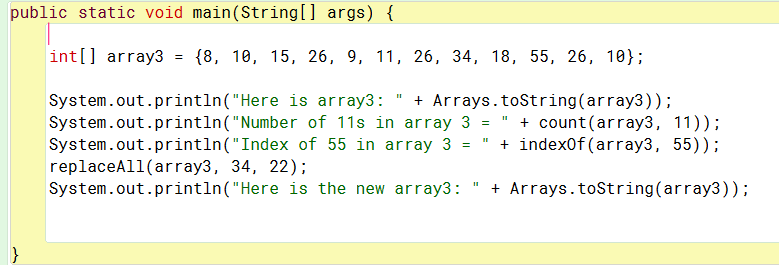 public static void main(String[] args) {
int[] array3 = {8, 10, 15, 26, 9, 11, 26, 34, 18, 55, 26, 10};
System.out.println("Here is array3: " + Arrays.toString(array3));
System.out.println("Number of 11s in array 3 = " + count(array3, 11));
System.out.println("Index of 55 in array 3 = " + indexOf(array3, 55));
replaceAll(array3, 34, 22);
System.out.println("Here is the new array3: " + Arrays.toString(array3));
}